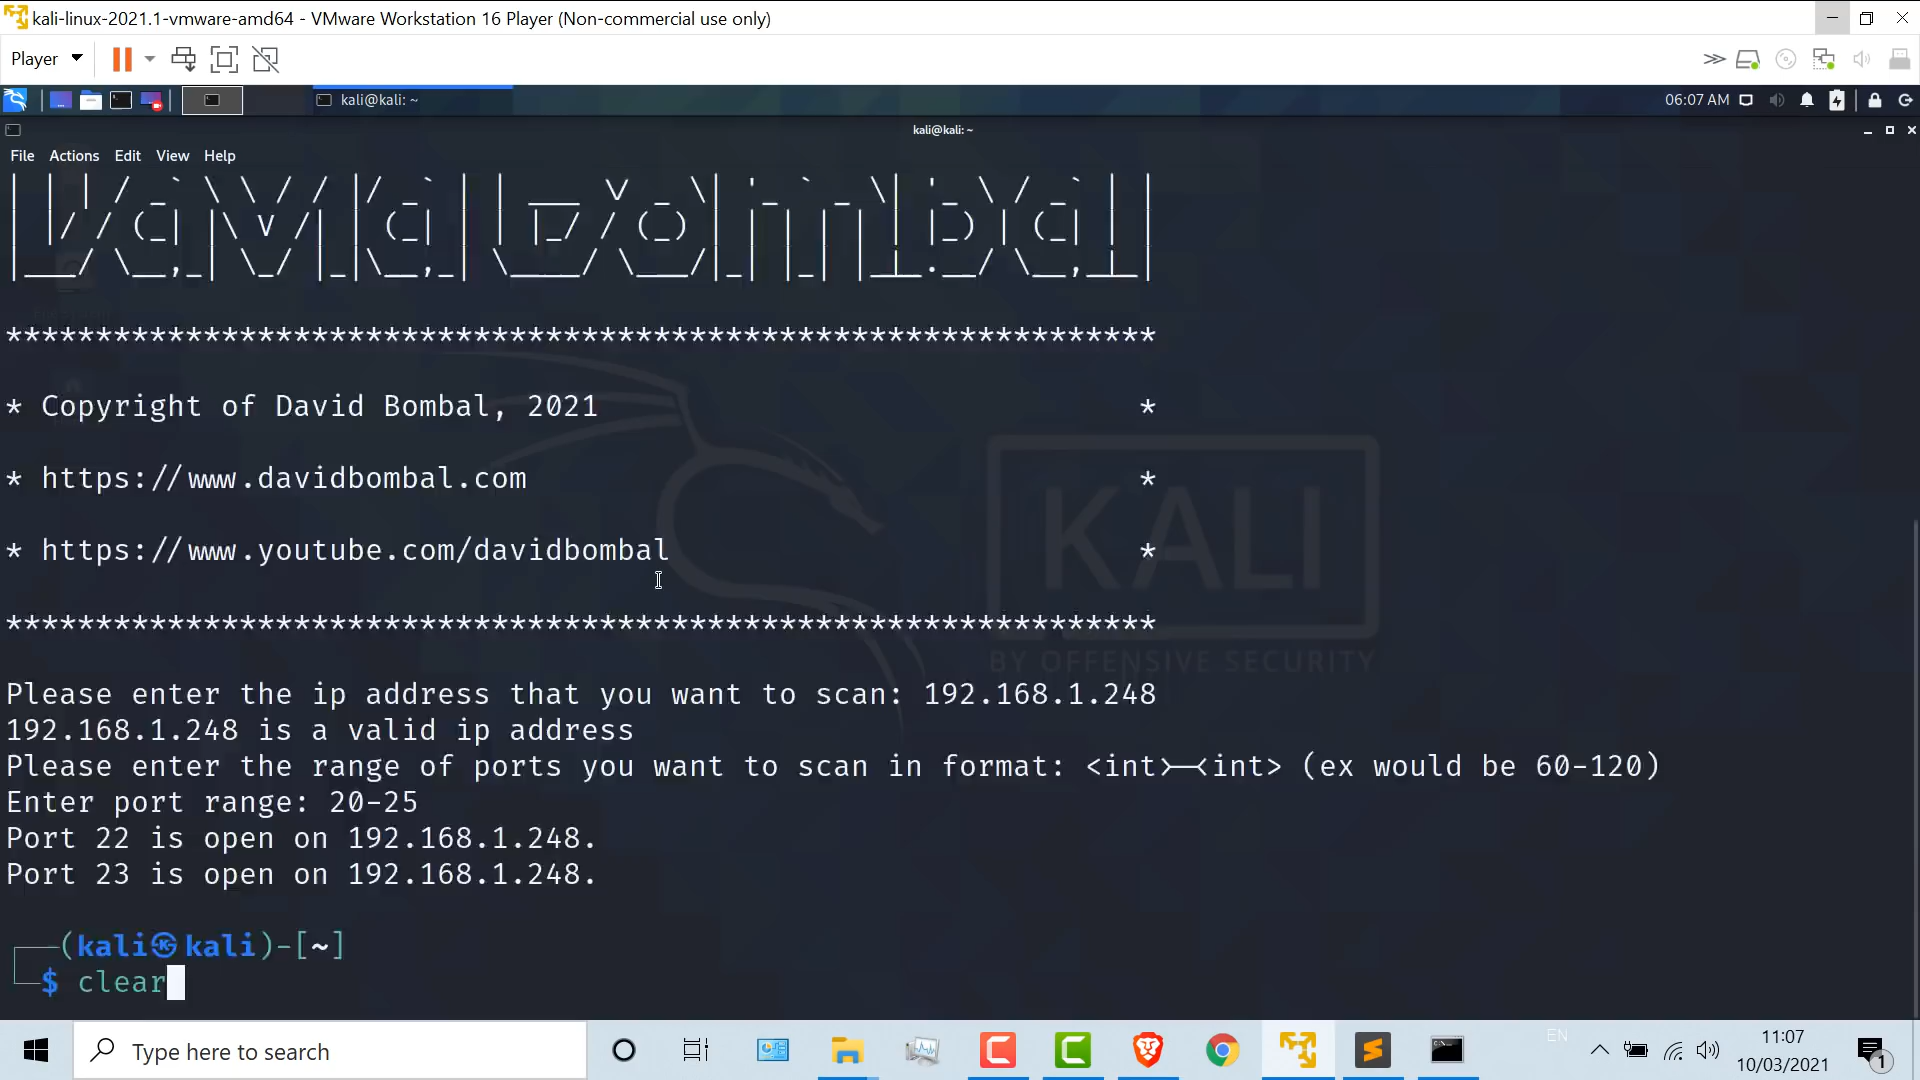 kali-linux-2021.1-vmware-amd64 - VMware Workstation 16 Player (Non-commercial use only)
Player
kali@kali: ~
06:07 AM
kali@kali: ~
File Actions Edit View Help
David Bombal
****************************************************************
* Copyright of David Bombal, 2021 *
* https://www.davidbombal.com *
* https://www.youtube.com/davidbombal *
****************************************************************
KALI
BY OFFENSIVE SECURITY
Please enter the ip address that you want to scan: 192.168.1.248
192.168.1.248 is a valid ip address
Please enter the range of ports you want to scan in format: <int>-<int> (ex would be 60-120)
Enter port range: 20-25
Port 22 is open on 192.168.1.248.
Port 23 is open on 192.168.1.248.
(kali㉿kali)-[~]
$ clear
Type here to search
EN
11:07
10/03/2021
1